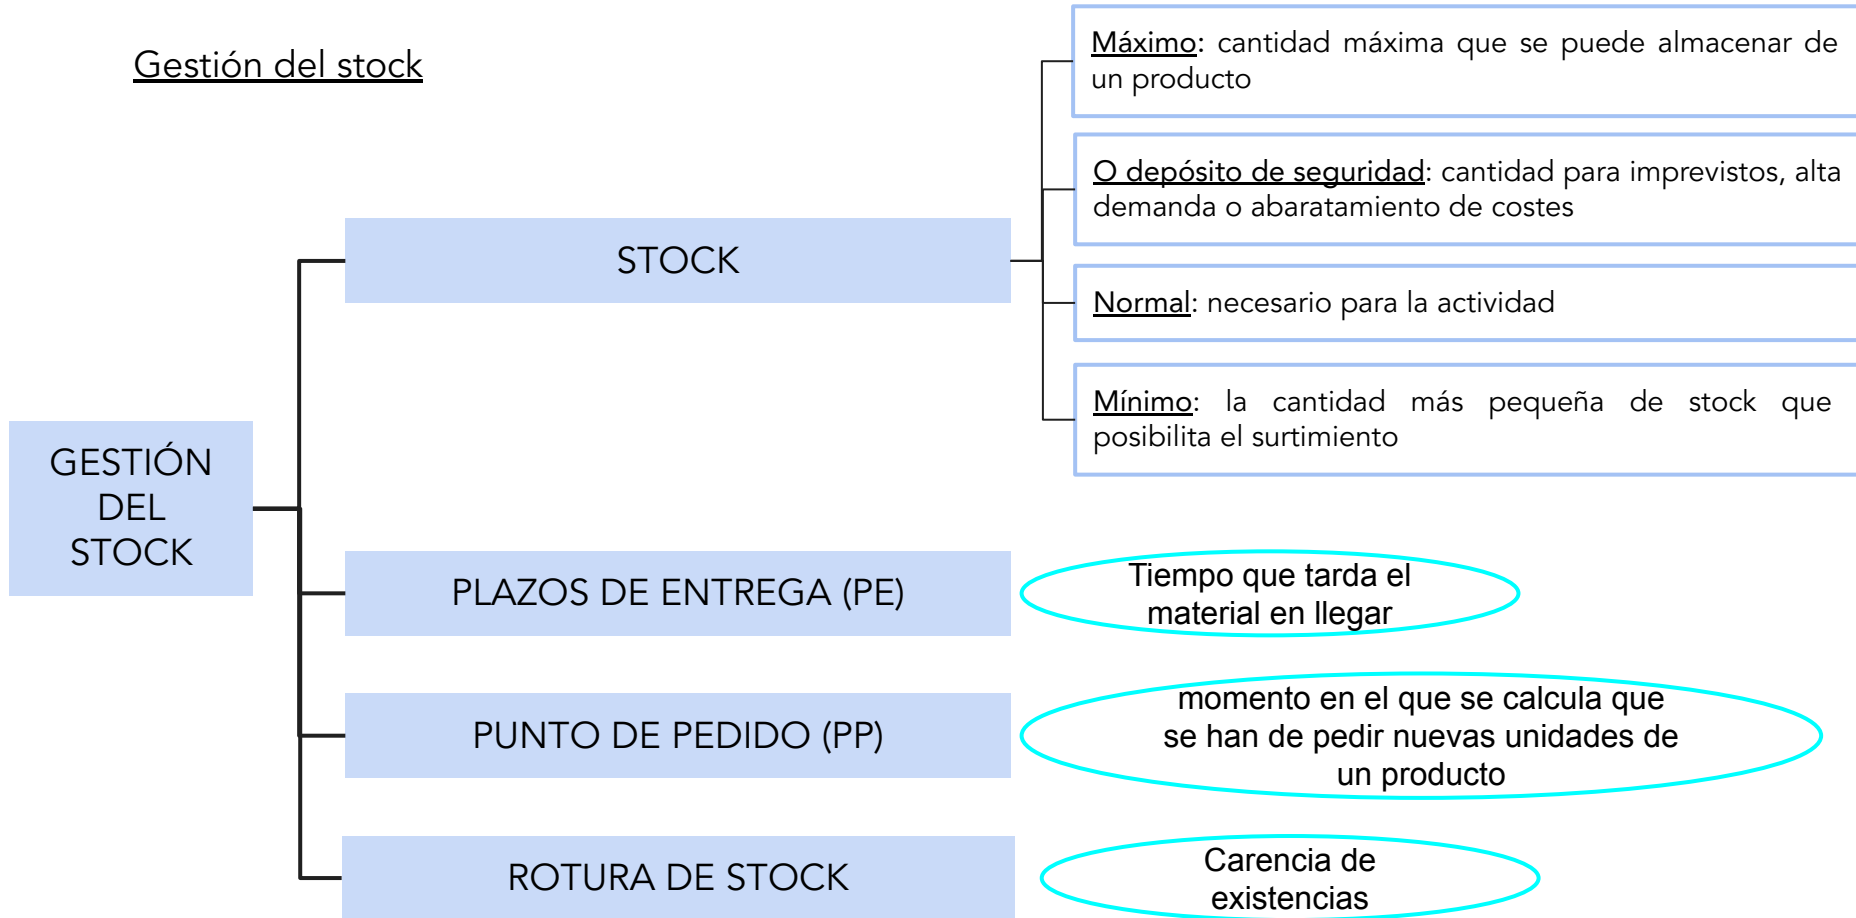 Gestión del stock
Máximo: cantidad máxima que se puede almacenar de
un producto
O depósito de seguridad: cantidad para imprevistos, alta
demanda o abaratamiento de costes
STOCK
Normal: necesario para la actividad
Mínimo: la cantidad más pequeña de stock que
posibilita el surtimiento
GESTIÓN
DEL
STOCK
PLAZOS DE ENTREGA (PE)
Tiempo que tarda el
material en llegar
PUNTO DE PEDIDO (PP)
momento en el que se calcula que
se han de pedir nuevas unidades de
un producto
ROTURA DE STOCK
Carencia de
existencias